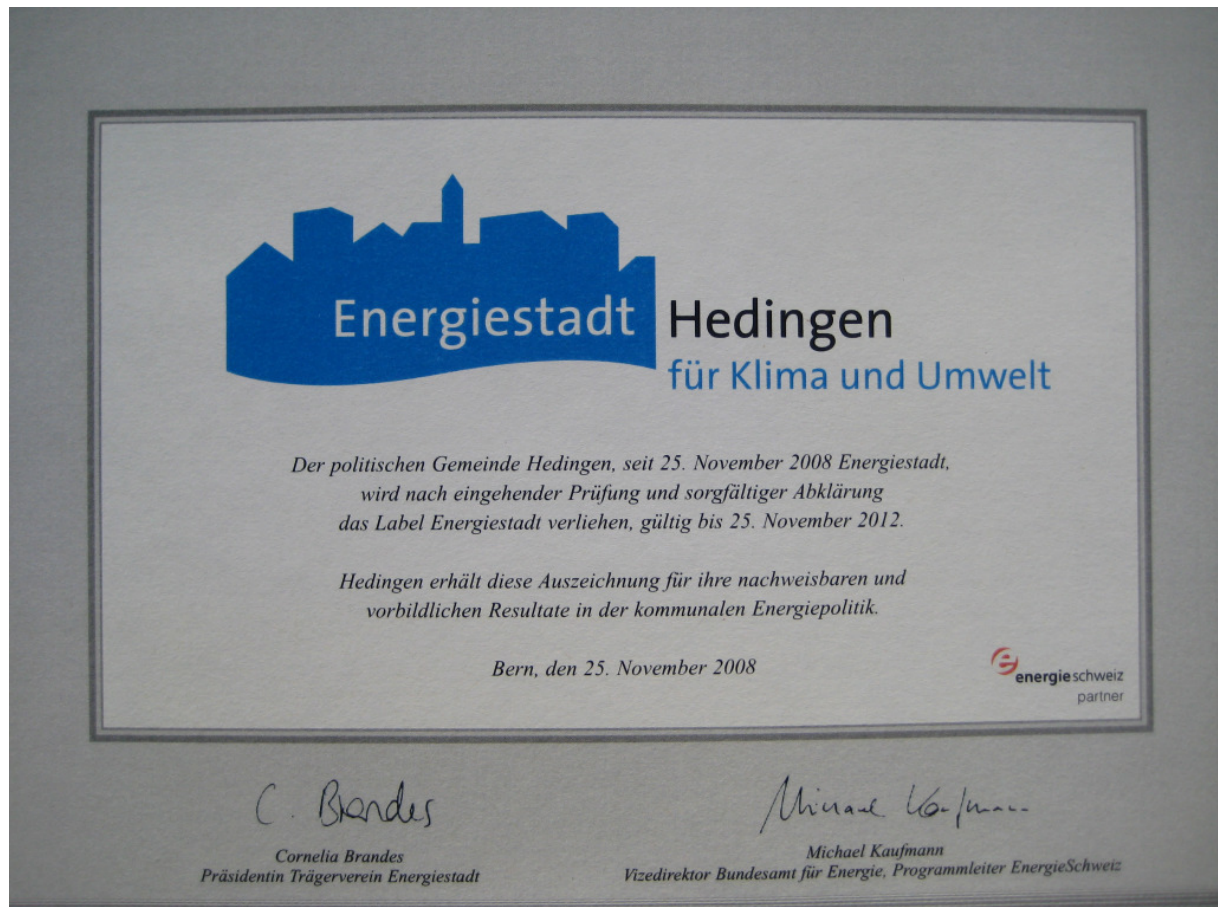 Energiestadt Hedingen
für Klima und Umwelt
Der politischen Gemeinde Hedingen, seit 25. November 2008 Energiestadt,
wird nach eingehender Prüfung und sorgfältiger Abklärung
das Label Energiestadt verliehen, gültig bis 25. November 2012.
Hedingen erhält diese Auszeichnung für ihre nachweisbaren und
vorbildlichen Resultate in der kommunalen Energiepolitik.
Bern, den 25. November 2008
energieschweiz
partner
C. Brandes
Michael Kaufmann
Cornelia Brandes
Präsidentin Trägerverein Energiestadt
Michael Kaufmann
Vizedirektor Bundesamt für Energie, Programmleiter EnergieSchweiz